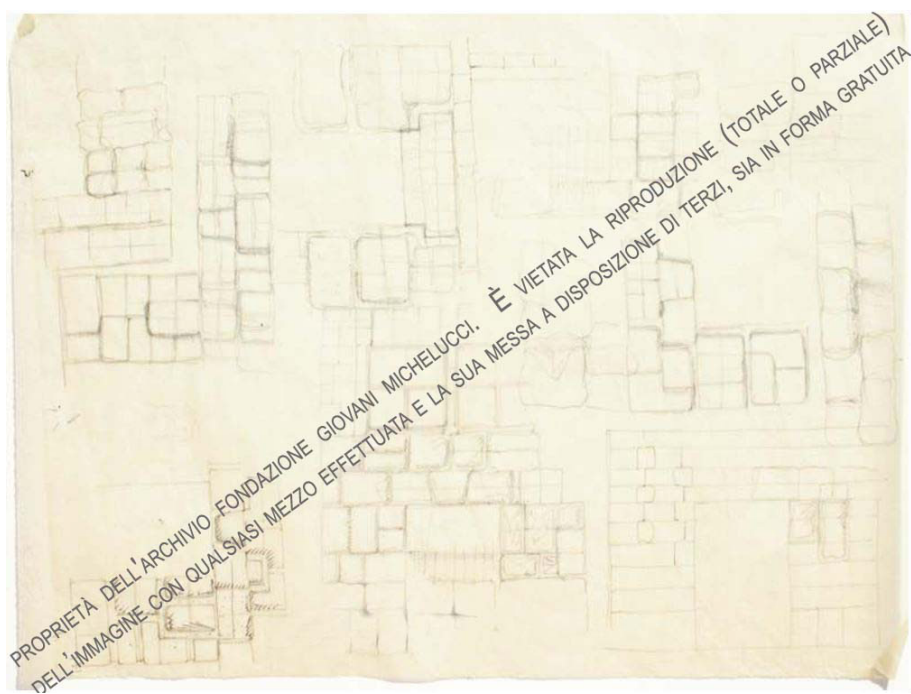 PROPRIETÀ DELL'ARCHIVIO FONDAZIONE GIOVANI MICHELUCCI. È VIETATA LA RIPRODUZIONE (TOTALE O PARZIALE)
DELL'IMMAGINE CON QUALSIASI MEZZO EFFETTUATA E LA SUA MESSA A DISPOSIZIONE DI TERZI, SIA IN FORMA GRATUITA